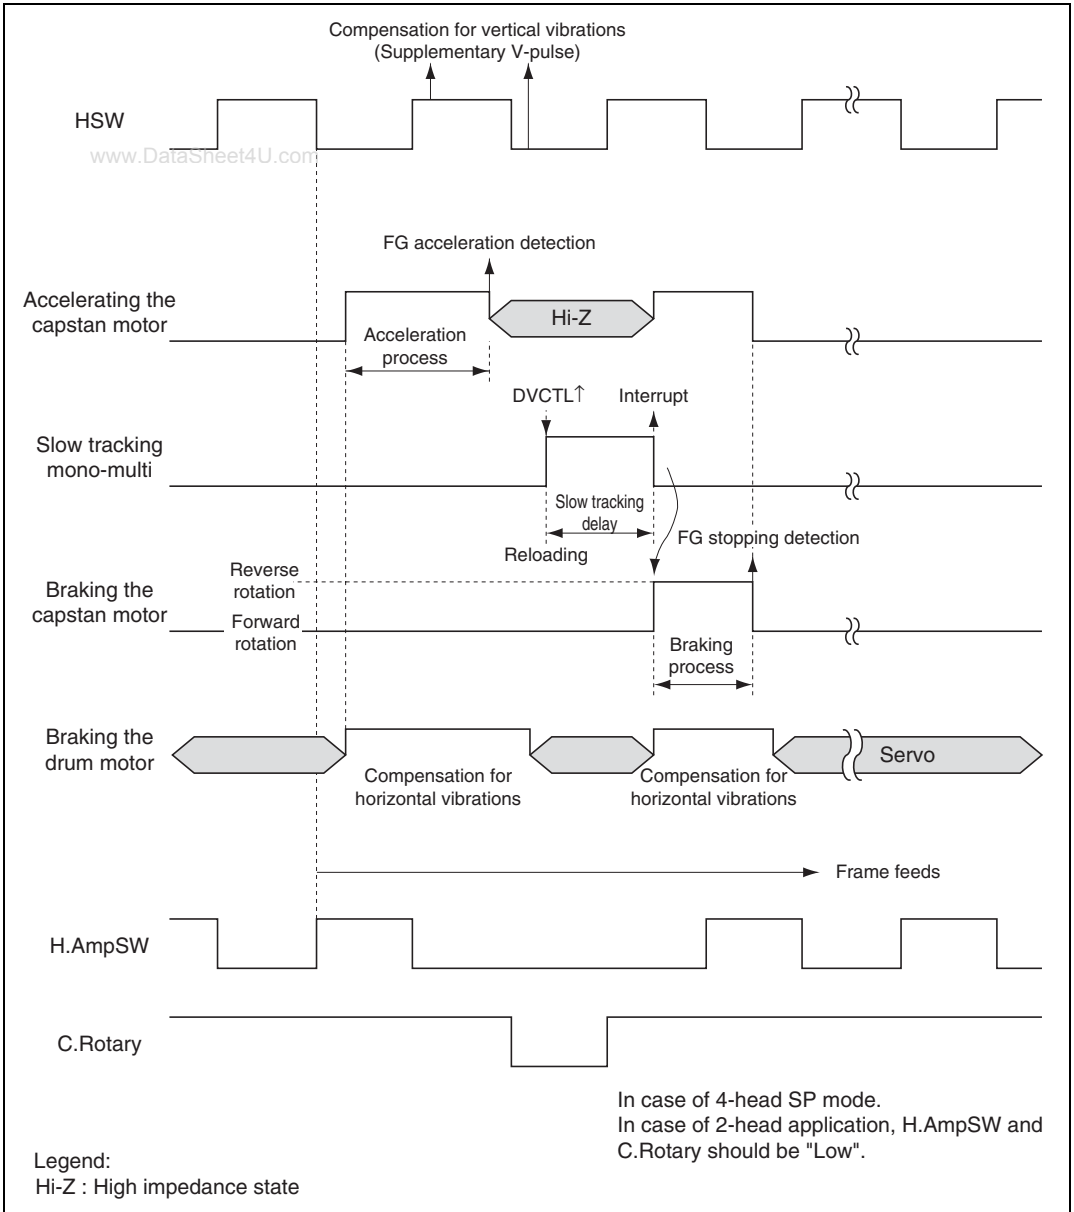 Compensation for vertical vibrations
(Supplementary V-pulse)
HSW
www.DataSheet4U.com
FG acceleration detection
Accelerating the
capstan motor
Hi-Z
Acceleration
process
DVCTL↑
Interrupt
Slow tracking
mono-multi
Slow tracking
delay
Reloading
FG stopping detection
Reverse
rotation
Braking the
capstan motor
Forward
rotation
Braking
process
Braking the
drum motor
Servo
Compensation for
horizontal vibrations
Compensation for
horizontal vibrations
Frame feeds
H.AmpSW
C.Rotary
In case of 4-head SP mode.
In case of 2-head application, H.AmpSW and
C.Rotary should be "Low".
Legend:
Hi-Z : High impedance state